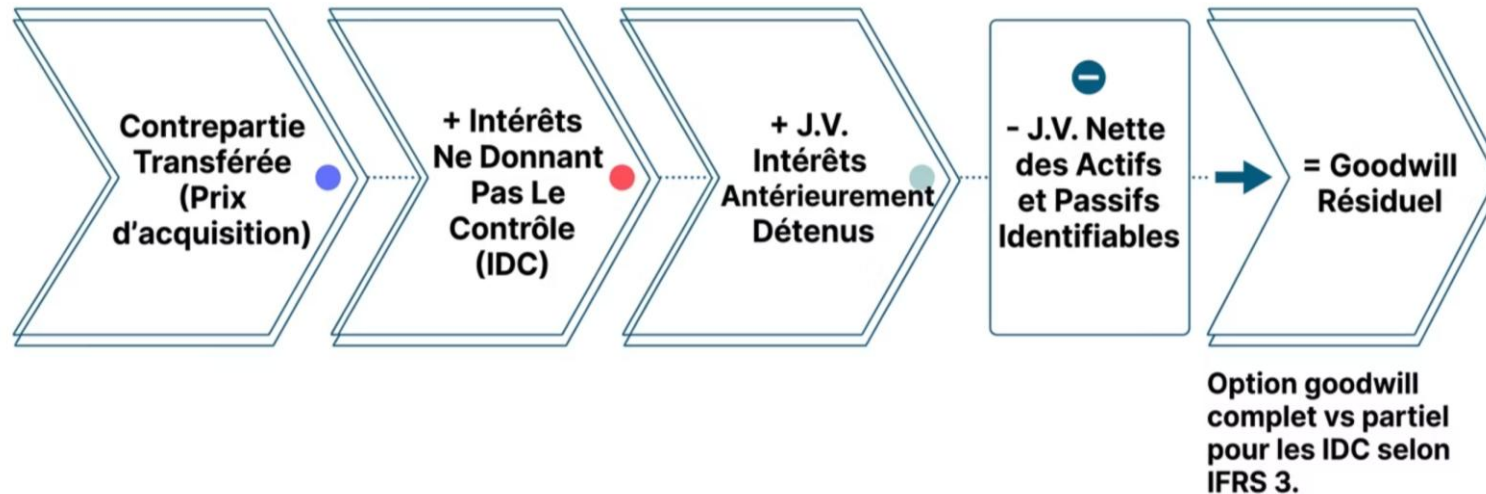 Contrepartie
Transférée
(Prix
d'acquisition)
+ Intérêts
Ne Donnant
Pas Le
Contrôle
(IDC)
+ J.V.
Intérêts
Antérieurement
Détenus
- J.V. Nette
des Actifs
et Passifs
Identifiables
= Goodwill
Résiduel
Option goodwill
complet vs partiel
pour les IDC selon
IFRS 3.